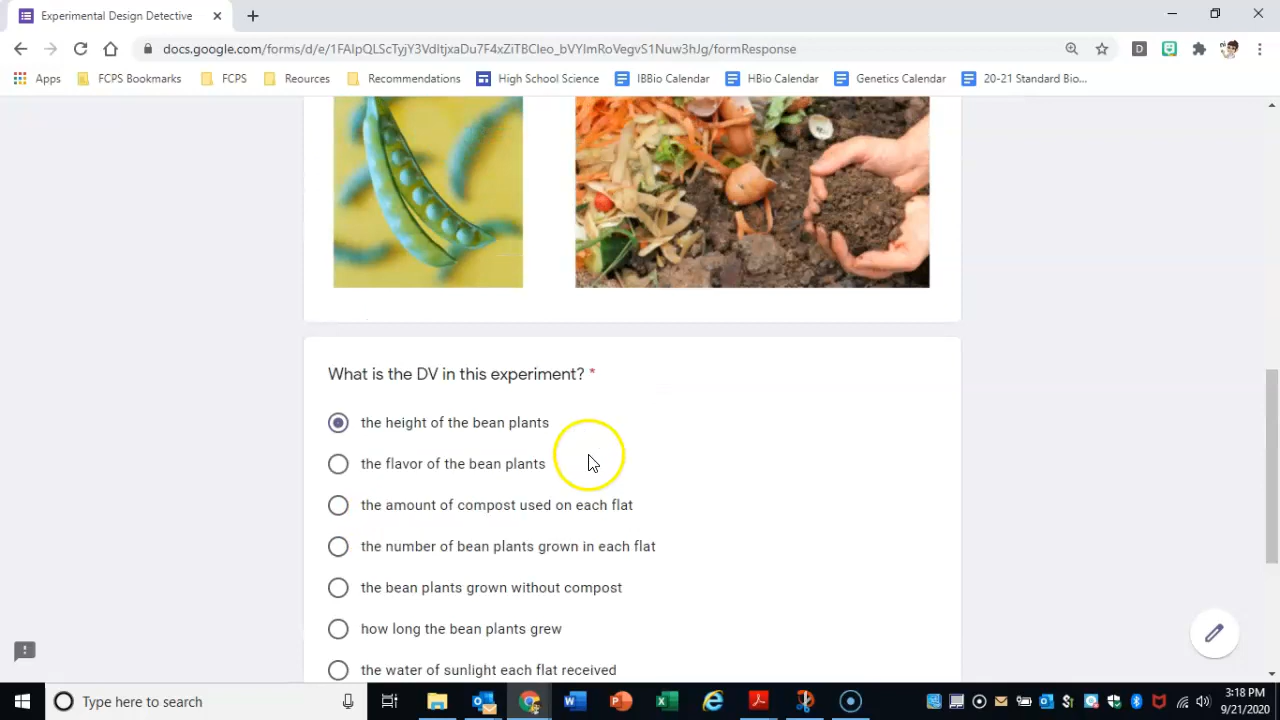 Experimental Design Detective
docs.google.com/forms/d/e/1FAIpQLScTyjY3VdItjxaDu7F4xZiTBCleo_bVYlmRoVegvS1Nuw3hJg/formResponse
Apps FCPS Bookmarks FCPS Reources Recommendations High School Science IBBio Calendar HBio Calendar Genetics Calendar 20-21 Standard Bio...
What is the DV in this experiment? *
the height of the bean plants
the flavor of the bean plants
the amount of compost used on each flat
the number of bean plants grown in each flat
the bean plants grown without compost
how long the bean plants grew
the water of sunlight each flat received
Type here to search
3:18 PM
9/21/2020